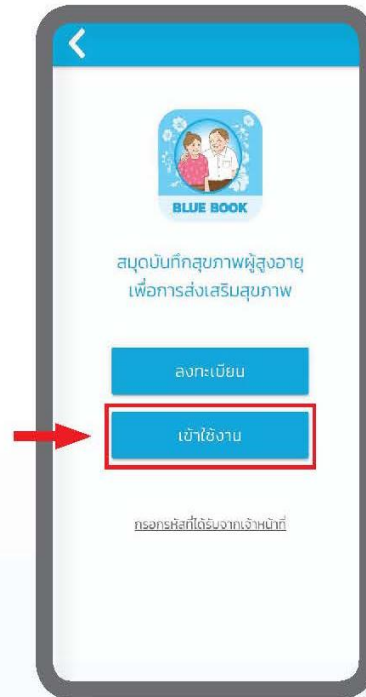 BLUE BOOK
สมุดบันทึกสุขภาพผู้สูงอายุ
เพื่อการส่งเสริมสุขภาพ
ลงทะเบียน
เข้าใช้งาน
กรอกรหัสที่ได้รับจากเจ้าหน้าที่